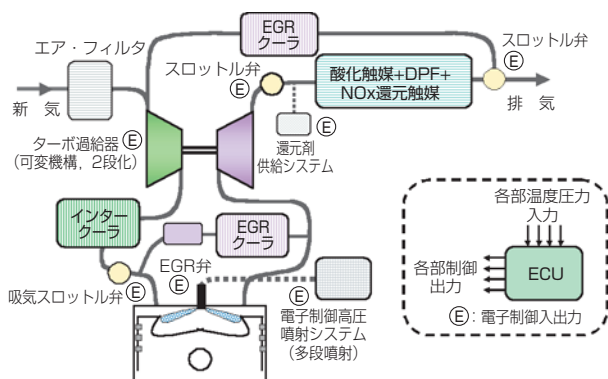 エア・フィルタ
新 気
EGR
クーラ
スロットル弁
Ⓔ
スロットル弁
Ⓔ
酸化触媒+DPF+
NOx還元触媒
排 気
ターボ過給器 Ⓔ
(可変機構，2段化)
還元剤
供給システム
Ⓔ
インター
クーラ
EGR
クーラ
EGR弁
Ⓔ
吸気スロットル弁
Ⓔ
Ⓔ
電子制御高圧
噴射システム
(多段噴射)
各部温度圧力
入力
各部制御
出力
ECU
Ⓔ：電子制御入出力